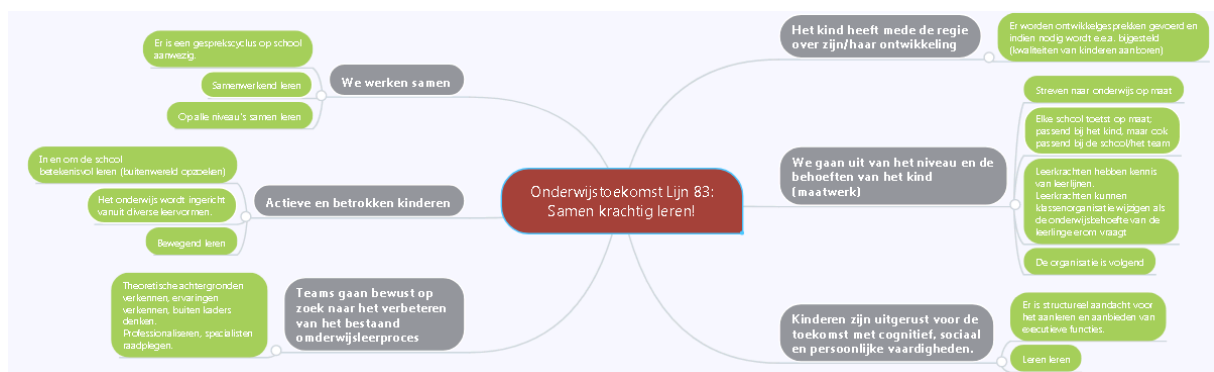 Onderwijstoekomst Lijn 83:
Samen krachtig leren!
We werken samen
Er is een gesprekscyclus op school
aanwezig.
Samenwerkend leren
Op alle niveau's samen leren
Actieve en betrokken kinderen
In en om de school
betekenisvol leren (buitenwereld opzoeken)
Het onderwijs wordt ingericht
vanuit diverse leervormen.
Bewegend leren
Teams gaan bewust op
zoek naar het verbeteren
van het bestaand
omderwijsleerproces
Theoretische achtergronden
verkennen, ervaringen
verkennen, buiten kaders
denken.
Professionaliseren, specialisten
raadplegen.
Het kind heeft mede de regie
over zijn/haar ontwikkeling
Er worden ontwikkelgesprekken gevoerd en
indien nodig wordt e.e.a. bijgesteld
(kwaliteiten van kinderen aanboren)
We gaan uit van het niveau en de
behoeften van het kind
(maatwerk)
Streven naar onderwijs op maat
Elke school toetst op maat;
passend bij het kind, maar ook
passend bij de school/het team
Leerkrachten hebben kennis
van leerlijnen.
Leerkrachten kunnen
klassenorganisatie wijzigen als
de onderwijsbehoefte van de
leerlinge erom vraagt
De organisatie is volgend
Kinderen zijn uitgerust voor de
toekomst met cognitief, sociaal
en persoonlijke vaardigheden.
Er is structureel aandacht voor
het aanleren en aanbieden van
executieve functies.
Leren leren